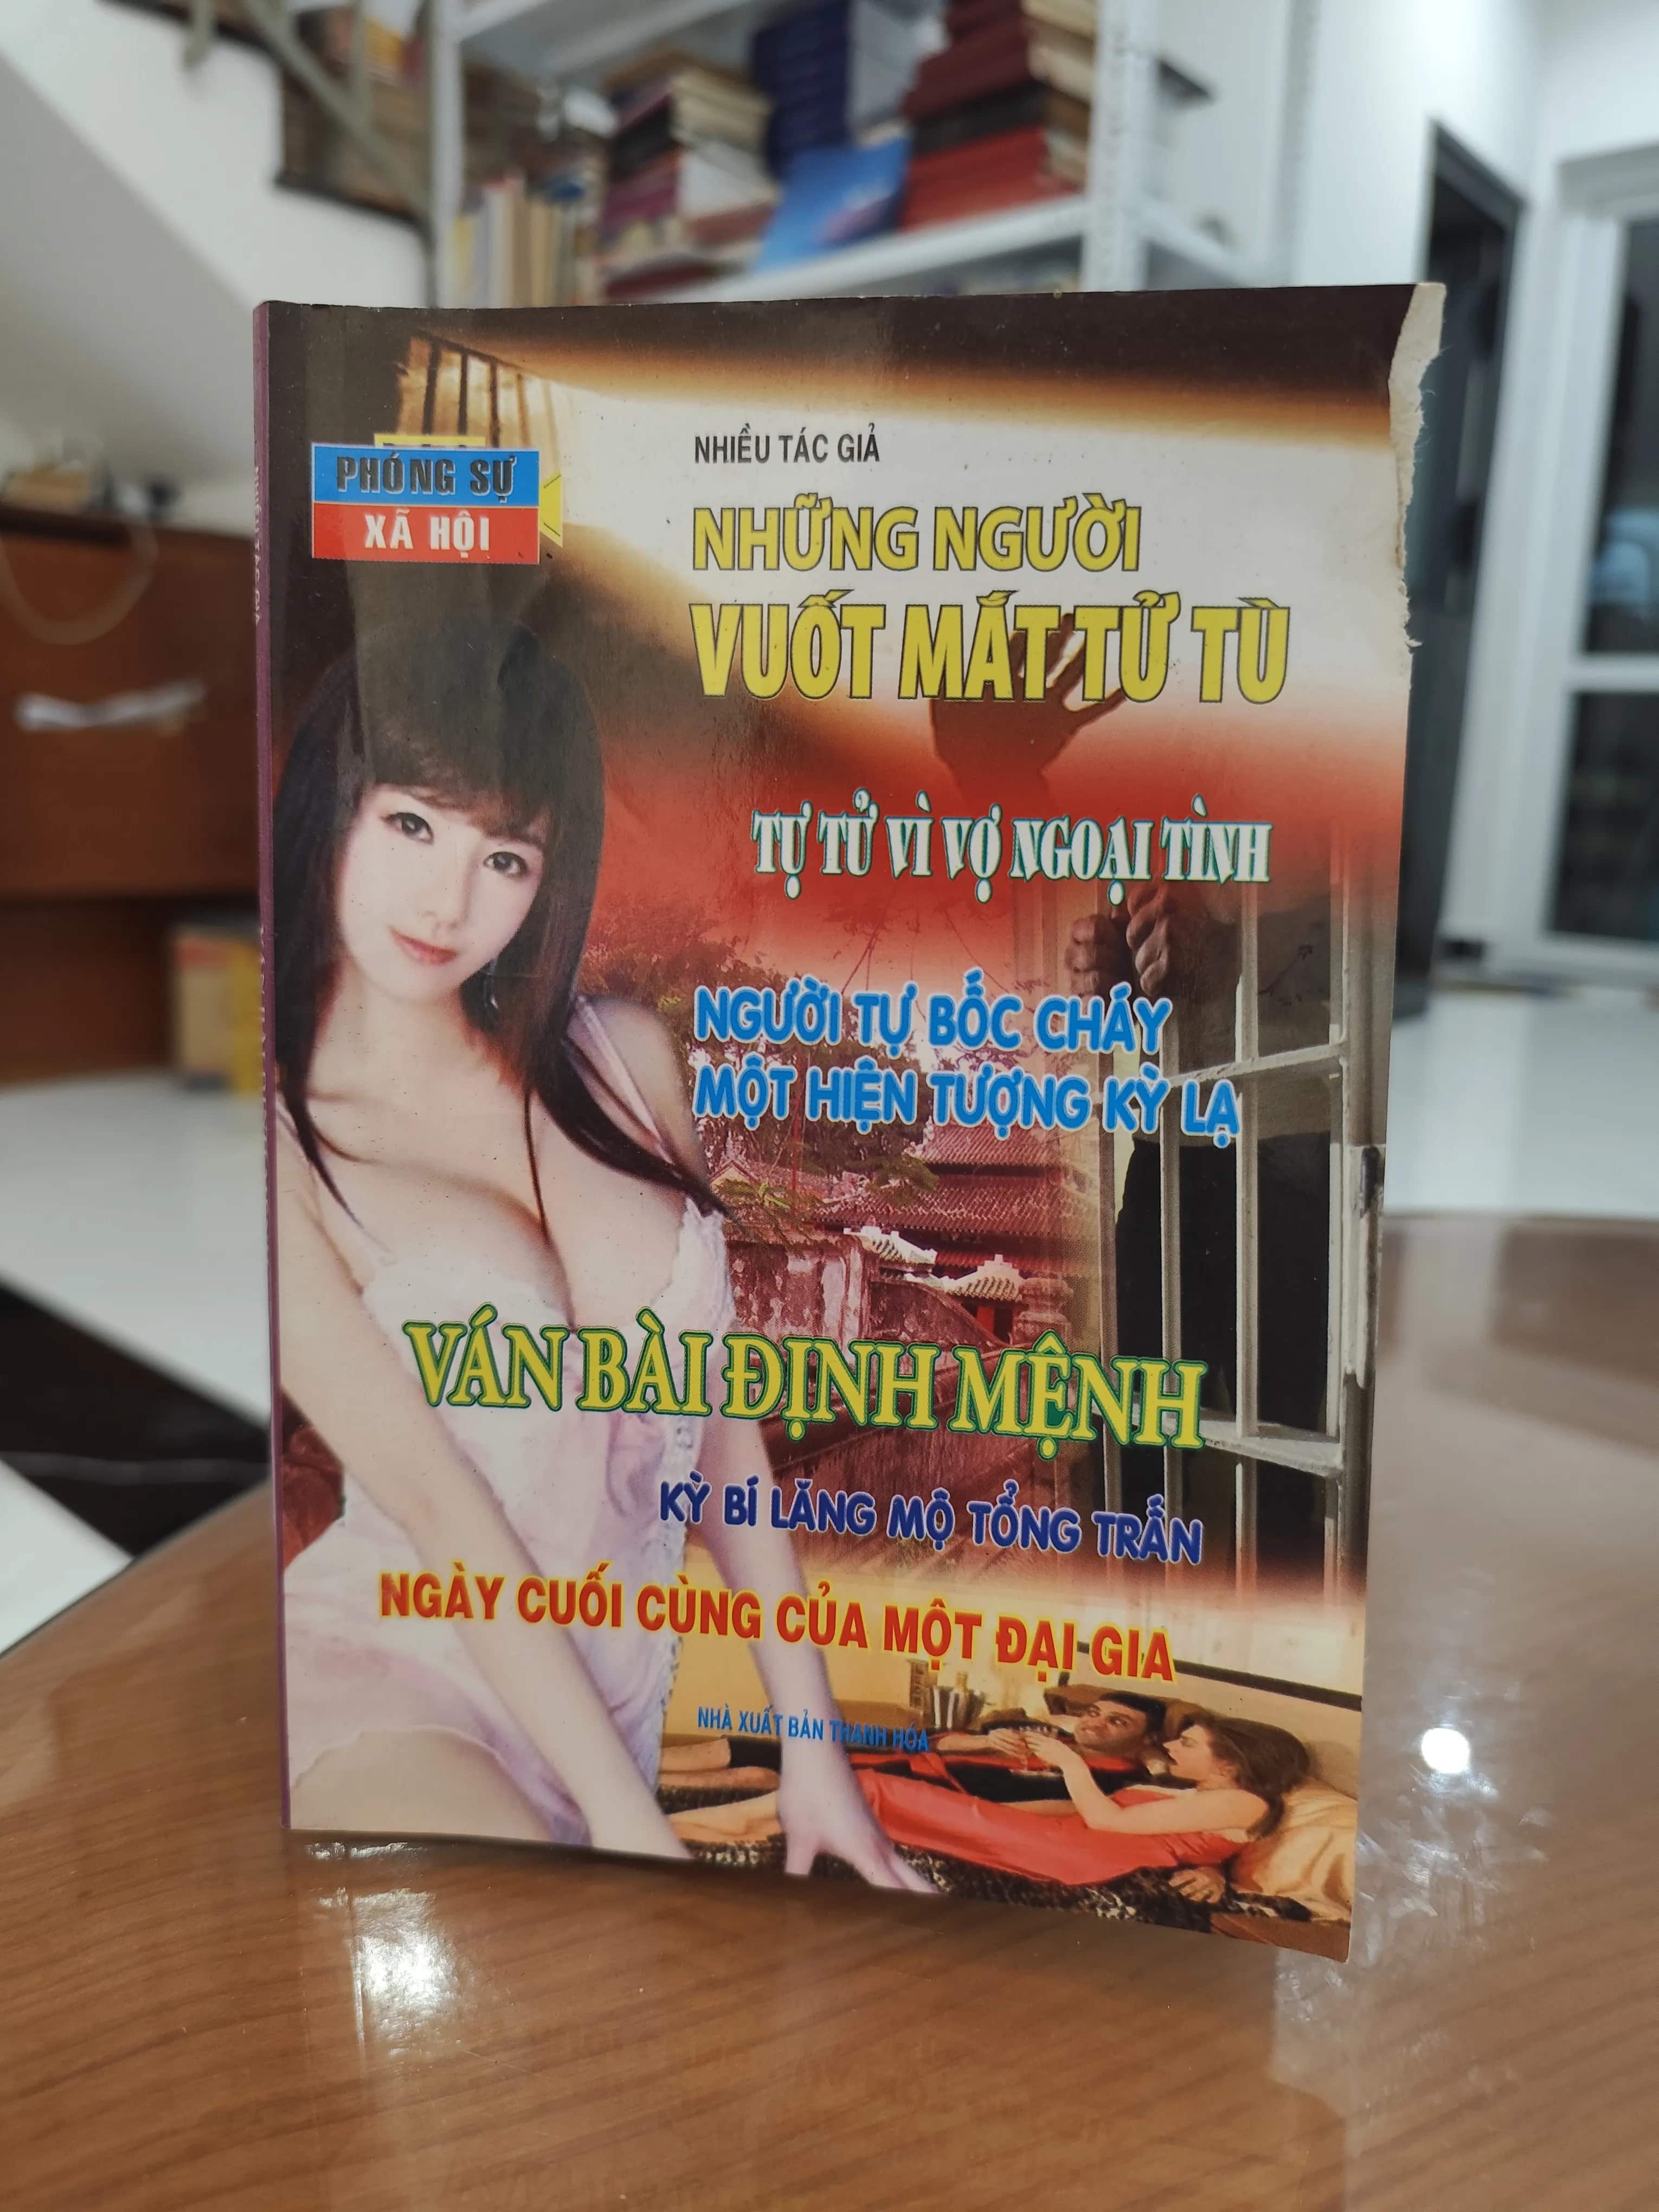 PHÓNG SỰ
XÃ HỘI
NHIỀU TÁC GIẢ
NHỮNG NGƯỜI
VUỐT MẮT TỬ TÙ
TỰ TỬ VÌ VỢ NGOẠI TÌNH
NGƯỜI TỰ BỐC CHÁY
MỘT HIỆN TƯỢNG KỲ LẠ
VÁN BÀI ĐỊNH MỆNH
KỲ BÍ LĂNG MỘ TỔNG TRẤN
NGÀY CUỐI CÙNG CỦA MỘT ĐẠI GIA
NHÀ XUẤT BẢN THANH HÓA